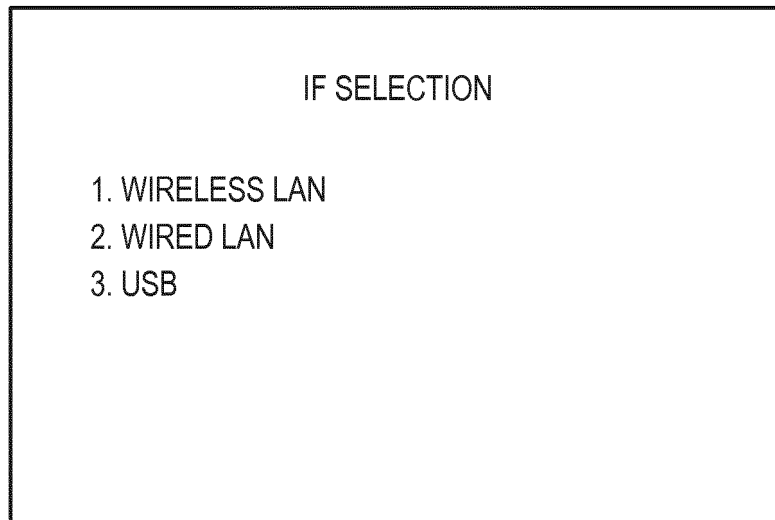 IF SELECTION
1. WIRELESS LAN
2. WIRED LAN
3. USB